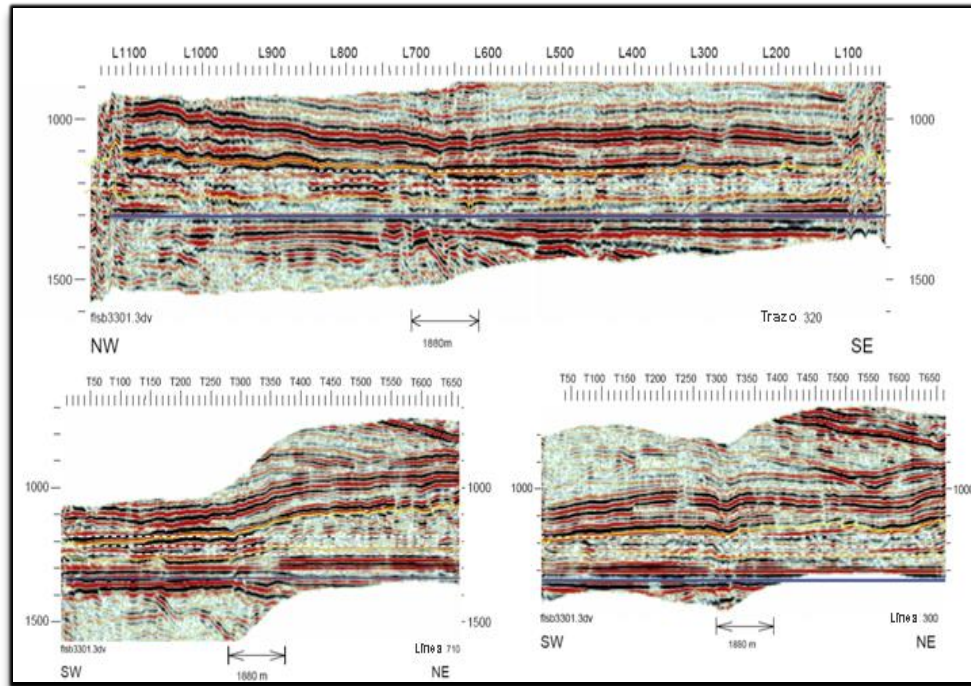 L1100 L1000 L900 L800 L700 L600 L500 L400 L300 L200 L100
1000 1000
1500 1500
flsb3301.3dv Trazo 320
NW 1880m SE
T50 T100 T150 T200 T250 T300 T350 T400 T450 T500 T550 T600 T650
1000 1000
1500 1500
flsb3301.3dv Línea 710
SW 1880 m NE
T50 T100 T150 T200 T250 T300 T350 T400 T450 T500 T550 T600 T650
1000 1000
flsb3301.3dv Línea 300
SW 1880 m NE